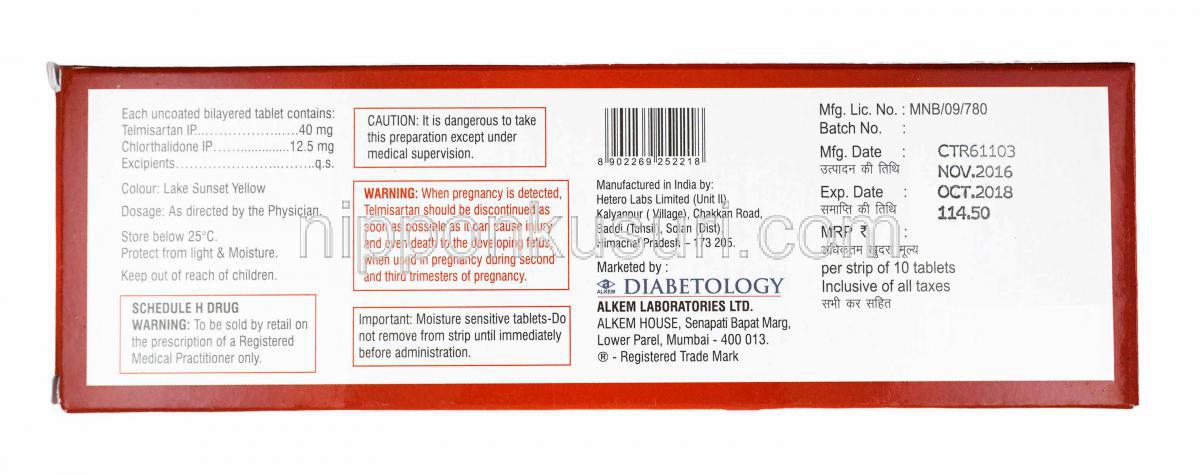 Each uncoated bilayered tablet contains:
Telmisartan IP....................40 mg
Chlorthalidone IP..................12.5 mg
Excipients............................q.s.
Colour: Lake Sunset Yellow
Dosage: As directed by the Physician.
Store below 25°C.
Protect from light & Moisture.
Keep out of reach of children.
SCHEDULE H DRUG
WARNING: To be sold by retail on
the prescription of a Registered
Medical Practitioner only.
CAUTION: It is dangerous to take
this preparation except under
medical supervision.
WARNING: When pregnancy is detected,
Telmisartan should be discontinued as
soon as possible as it can cause injury
and even death to the developing fetus
when used in pregnancy during second
and third trimesters of pregnancy.
Important: Moisture sensitive tablets-Do
not remove from strip until immediately
before administration.
8 902269 252218
Manufactured in India by:
Hetero Labs Limited (Unit II),
Kalyanpur ( Village), Chakkan Road,
Baddi (Tehsil), Solan (Dist),
Himachal Pradesh - 173 205.
Marketed by :
ALKEM
DIABETOLOGY
ALKEM LABORATORIES LTD.
ALKEM HOUSE, Senapati Bapat Marg,
Lower Parel, Mumbai - 400 013.
® - Registered Trade Mark
Mfg. Lic. No. : MNB/09/780
Batch No. :
Mfg. Date : CTR61103
उत्पादन की तिथि NOV.2016
Exp. Date : OCT.2018
समाप्ति की तिथि 114.50
MRP ₹ :
अधिकतम खुदरा मूल्य
per strip of 10 tablets
Inclusive of all taxes
सभी कर सहित
nipponkusuri.com